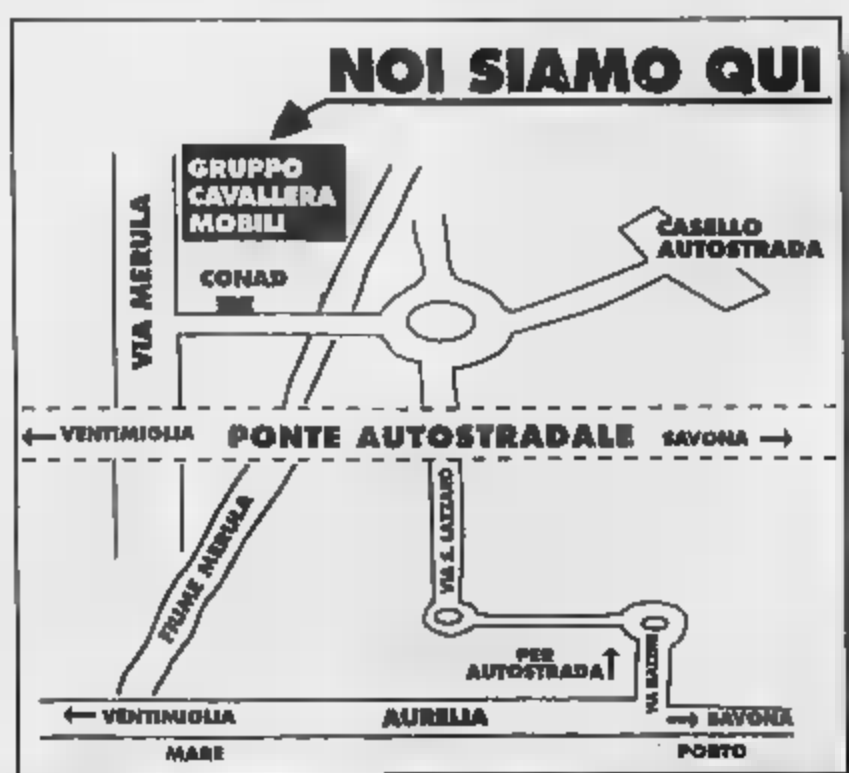 NOI SIAMO QUI
GRUPPO
CAVALLERA
MOBILI
VIA MERULA
CONAD
CASELLO
AUTOSTRADA
← VENTIMIGLIA PONTE AUTOSTRADALE SAVONA →
FIUME MERULA
VIA S. LAZZARO
PER
AUTOSTRADA ↑
VIA
← VENTIMIGLIA AURELIA → SAVONA
MARE PORTO